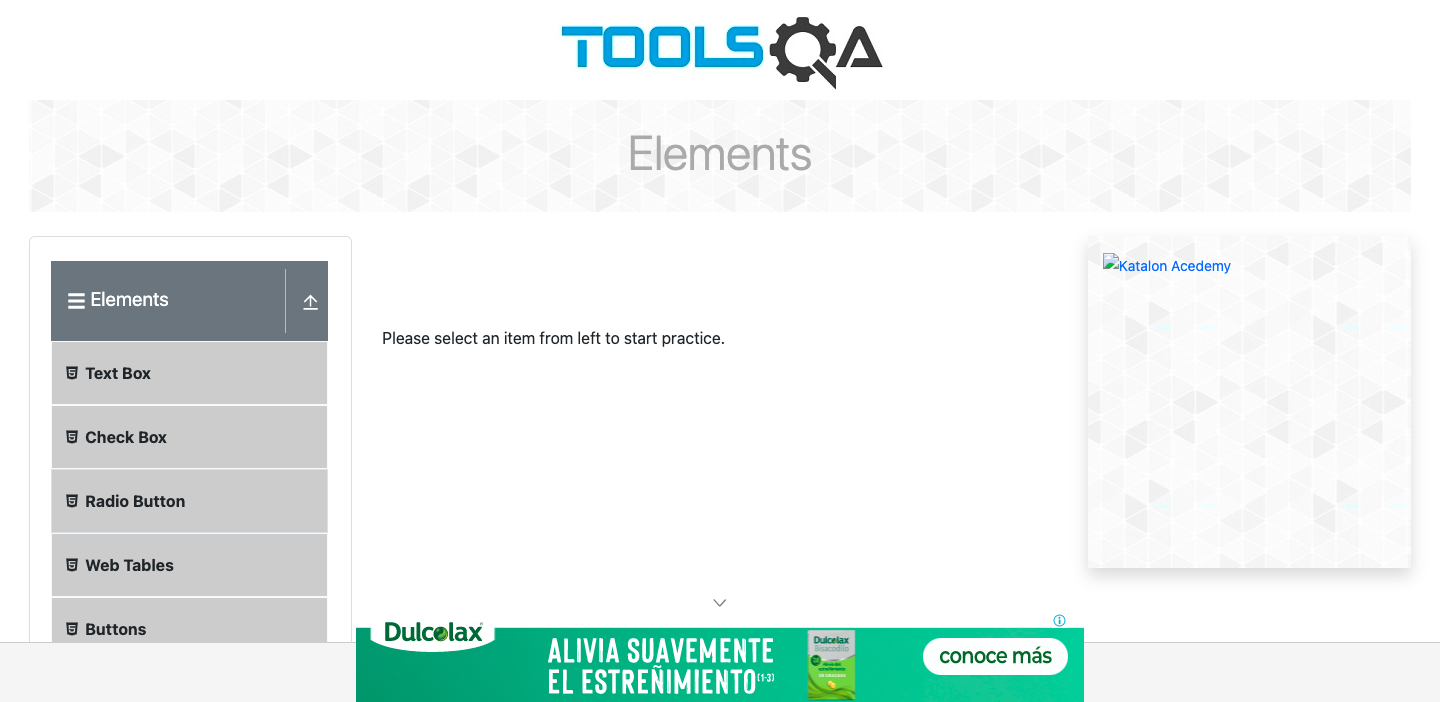 TOOLSQA
Elements
Elements
Text Box
Check Box
Radio Button
Web Tables
Buttons
Please select an item from left to start practice.
Katalon Acedemy
Dulcolax®
ALIVIA SUAVEMENTE
EL ESTREÑIMIENTO(1-3)
Dulcolax
Bisacodilo
conoce más